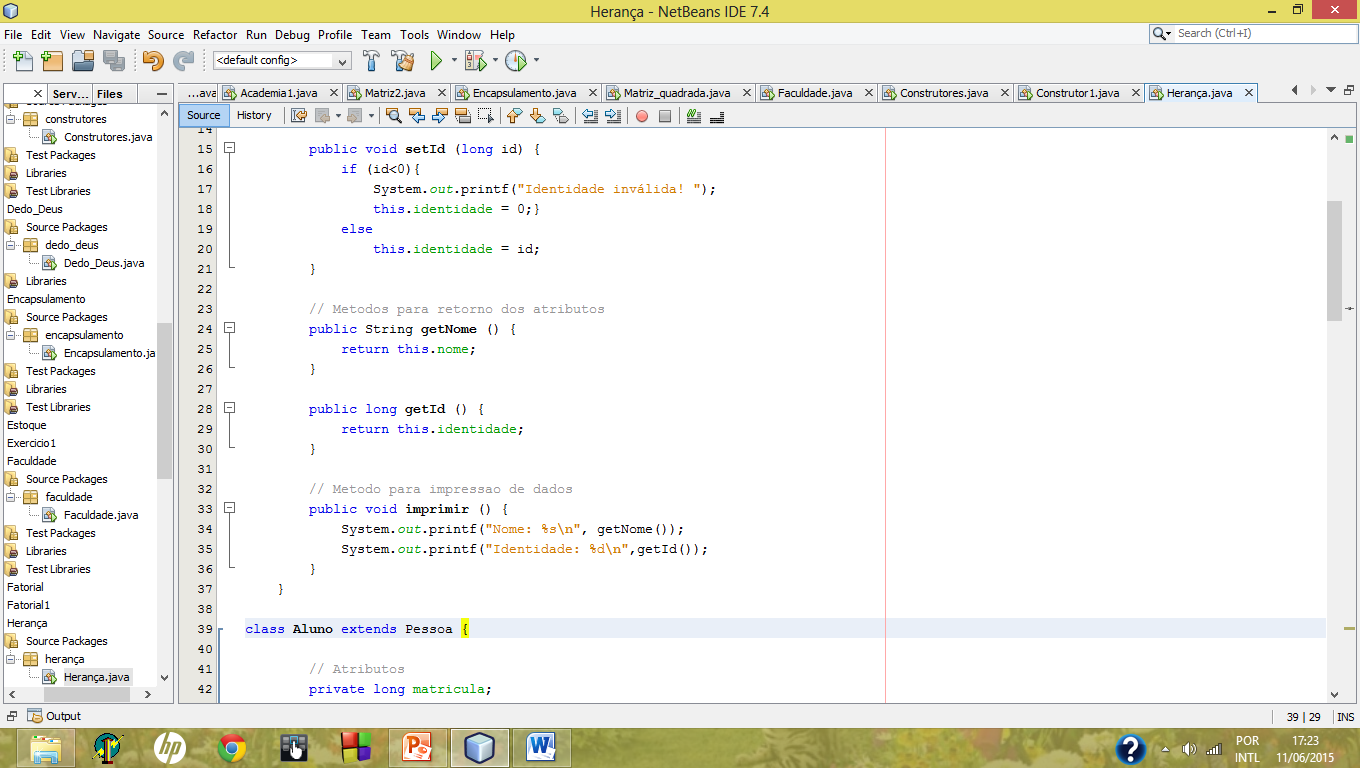 Herança - NetBeans IDE 7.4
File Edit View Navigate Source Refactor Run Debug Profile Team Tools Window Help
Search (Ctrl+I)
<default config>
Serv... Files
...ava Academia1.java Matriz2.java Encapsulamento.java Matriz_quadrada.java Faculdade.java Construtores.java Construtor1.java Herança.java
Source History
construtores
Construtores.java
Test Packages
Libraries
Test Libraries
Dedo_Deus
Source Packages
dedo_deus
Dedo_Deus.java
Libraries
Encapsulamento
Source Packages
encapsulamento
Encapsulamento.ja
Test Packages
Libraries
Test Libraries
Estoque
Exercicio1
Faculdade
Source Packages
faculdade
Faculdade.java
Test Packages
Libraries
Test Libraries
Fatorial
Fatorial1
Herança
Source Packages
herança
Herança.java
14
15 public void setId (long id) {
16 if (id<0){
17 System.out.printf("Identidade inválida! ");
18 this.identidade = 0;}
19 else
20 this.identidade = id;
21 }
22
23 // Metodos para retorno dos atributos
24 public String getNome () {
25 return this.nome;
26 }
27
28 public long getId () {
29 return this.identidade;
30 }
31
32 // Metodo para impressao de dados
33 public void imprimir () {
34 System.out.printf("Nome: %s\n", getNome());
35 System.out.printf("Identidade: %d\n",getId());
36 }
37 }
38
39 class Aluno extends Pessoa {
40
41 // Atributos
42 private long matricula;
Output
39 | 29 INS
POR
INTL
17:23
11/06/2015